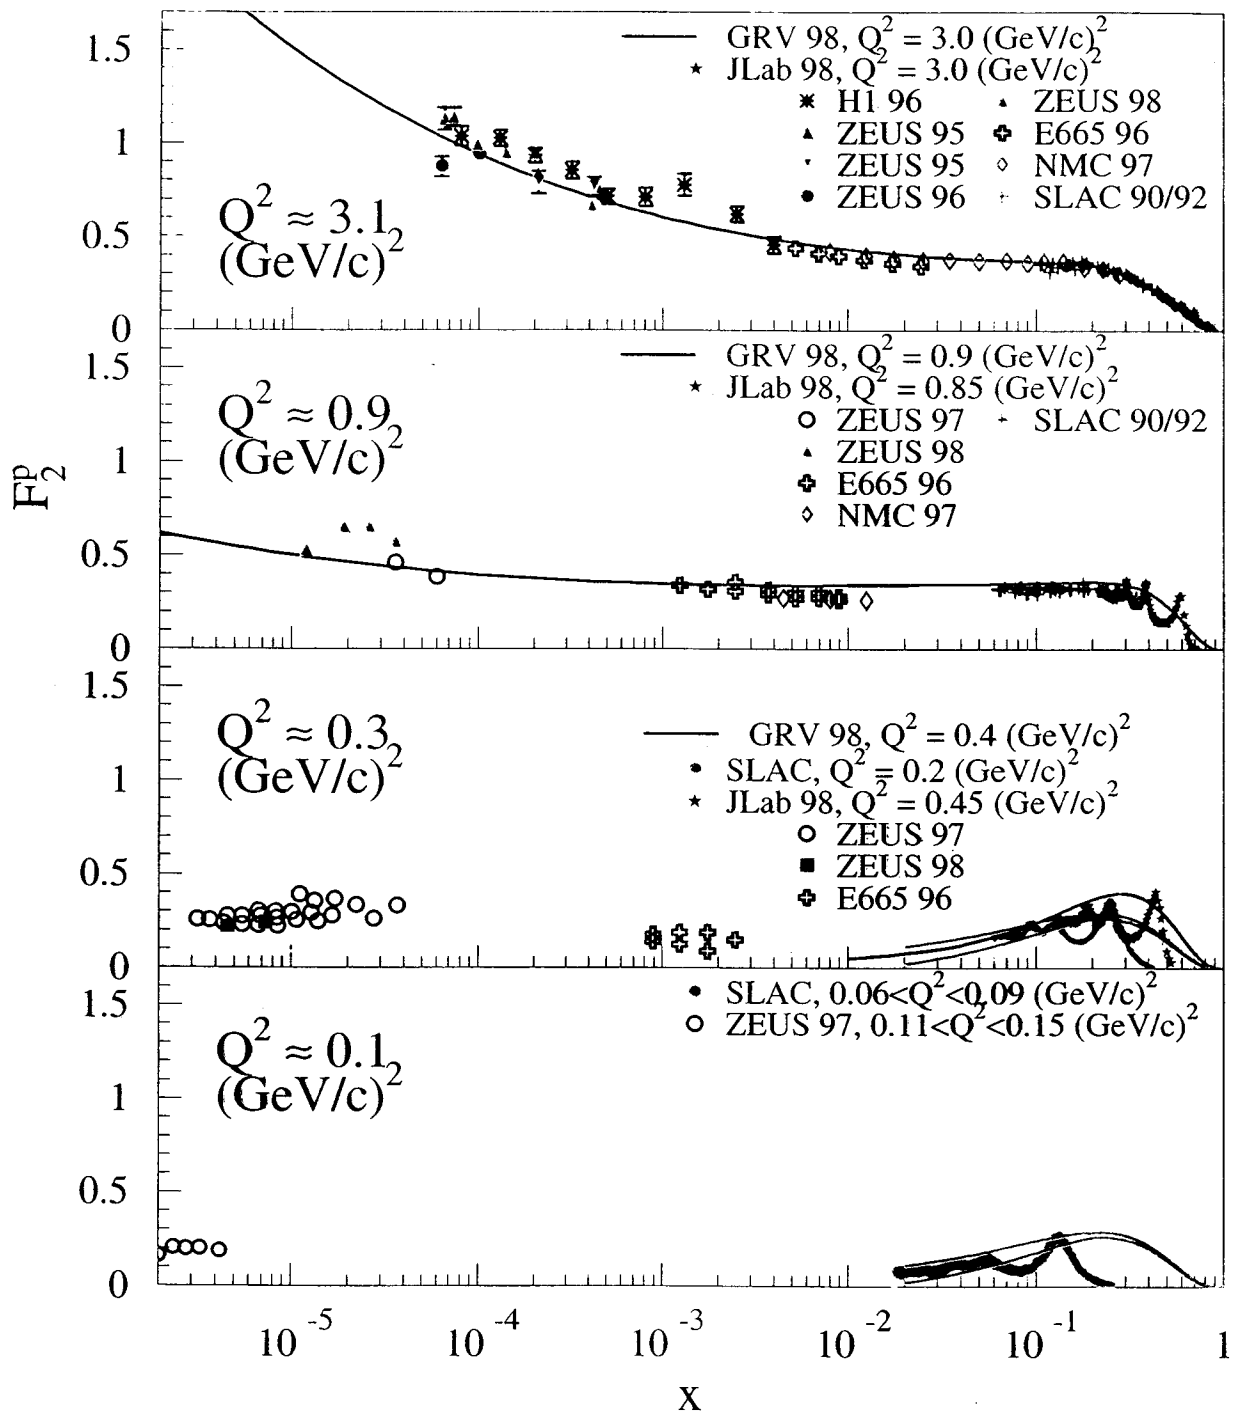 F₂ᵖ
1.5
1
0.5
0
Q² ≈ 3.1
(GeV/c)²
GRV 98, Q² = 3.0 (GeV/c)²
JLab 98, Q² = 3.0 (GeV/c)²
H1 96 ZEUS 98
ZEUS 95 E665 96
ZEUS 95 NMC 97
ZEUS 96 SLAC 90/92
1.5
1
0.5
0
Q² ≈ 0.9
(GeV/c)²
GRV 98, Q² = 0.9 (GeV/c)²
JLab 98, Q² = 0.85 (GeV/c)²
ZEUS 97 SLAC 90/92
ZEUS 98
E665 96
NMC 97
1.5
1
0.5
0
Q² ≈ 0.3
(GeV/c)²
GRV 98, Q² = 0.4 (GeV/c)²
SLAC, Q² = 0.2 (GeV/c)²
JLab 98, Q² = 0.45 (GeV/c)²
ZEUS 97
ZEUS 98
E665 96
1.5
1
0.5
0
Q² ≈ 0.1
(GeV/c)²
SLAC, 0.06<Q²<0.09 (GeV/c)²
ZEUS 97, 0.11<Q²<0.15 (GeV/c)²
10⁻⁵ 10⁻⁴ 10⁻³ 10⁻² 10⁻¹ 1
x